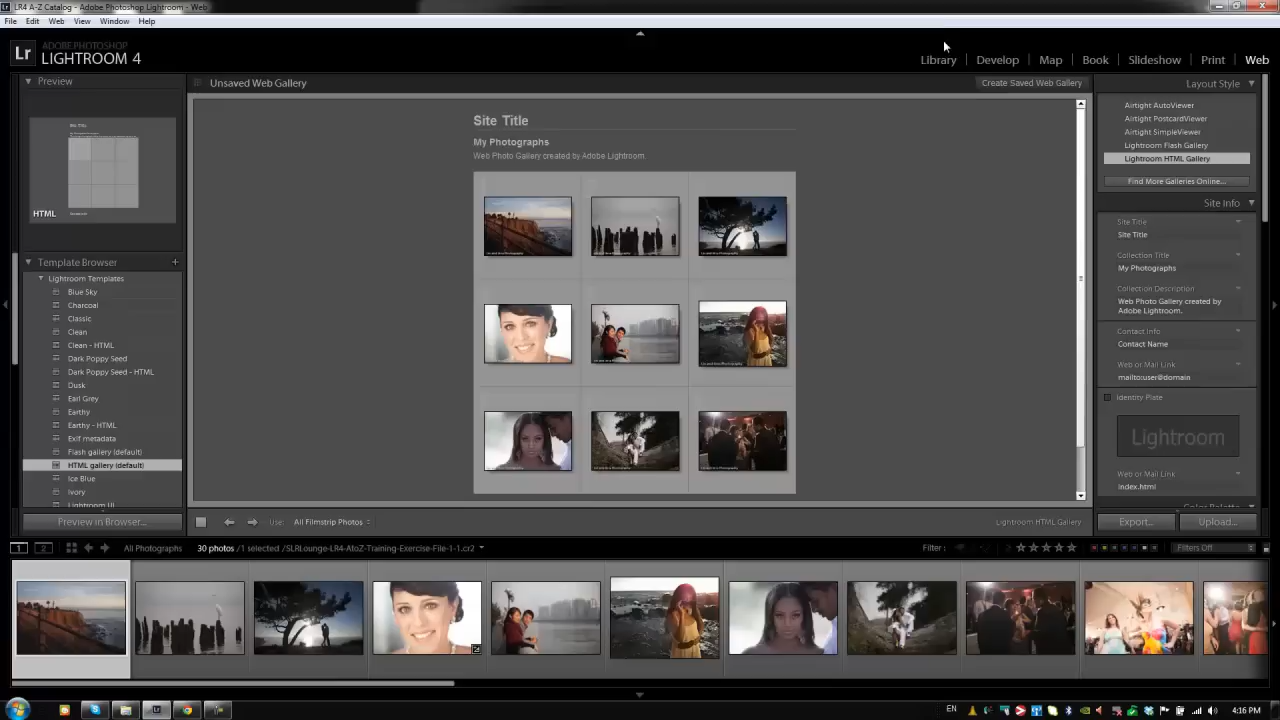 LR4 A-Z Catalog - Adobe Photoshop Lightroom - Web
File Edit Web View Window Help
Lr ADOBE PHOTOSHOP
LIGHTROOM 4
Library | Develop | Map | Book | Slideshow | Print | Web
Preview
HTML
Template Browser +
Lightroom Templates
Blue Sky
Charcoal
Classic
Clean
Clean - HTML
Dark Poppy Seed
Dark Poppy Seed - HTML
Dusk
Earl Grey
Earthy
Earthy - HTML
Exif metadata
Flash gallery (default)
HTML gallery (default)
Ice Blue
Ivory
Lightroom UI
Preview in Browser...
Unsaved Web Gallery
Create Saved Web Gallery
Site Title
My Photographs
Web Photo Gallery created by Adobe Lightroom.
Use: All Filmstrip Photos
Lightroom HTML Gallery
Layout Style
Airtight AutoViewer
Airtight PostcardViewer
Airtight SimpleViewer
Lightroom Flash Gallery
Lightroom HTML Gallery
Find More Galleries Online...
Site Info
Site Title
Site Title
Collection Title
My Photographs
Collection Description
Web Photo Gallery created by
Adobe Lightroom.
Contact Info
Contact Name
Web or Mail Link
mailto:user@domain
Identity Plate
Lightroom
Web or Mail Link
index.html
Color Palette
Export... Upload...
1 2 All Photographs 30 photos /1 selected /SLRLounge-LR4-AtoZ-Training-Exercise-File-1-1.cr2
Filter : Filters Off
EN 4:16 PM